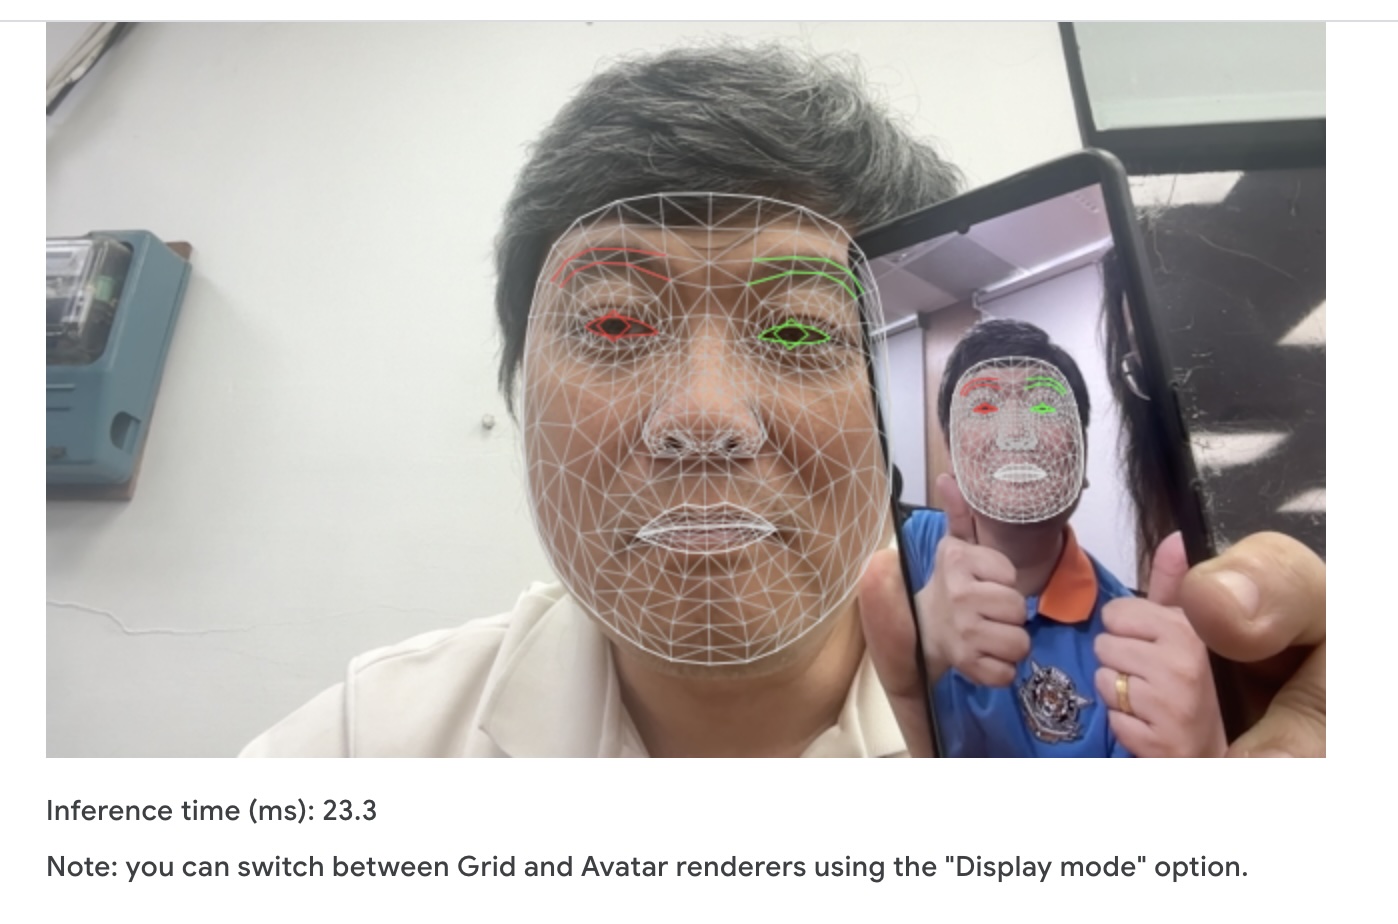 Inference time (ms): 23.3
Note: you can switch between Grid and Avatar renderers using the "Display mode" option.